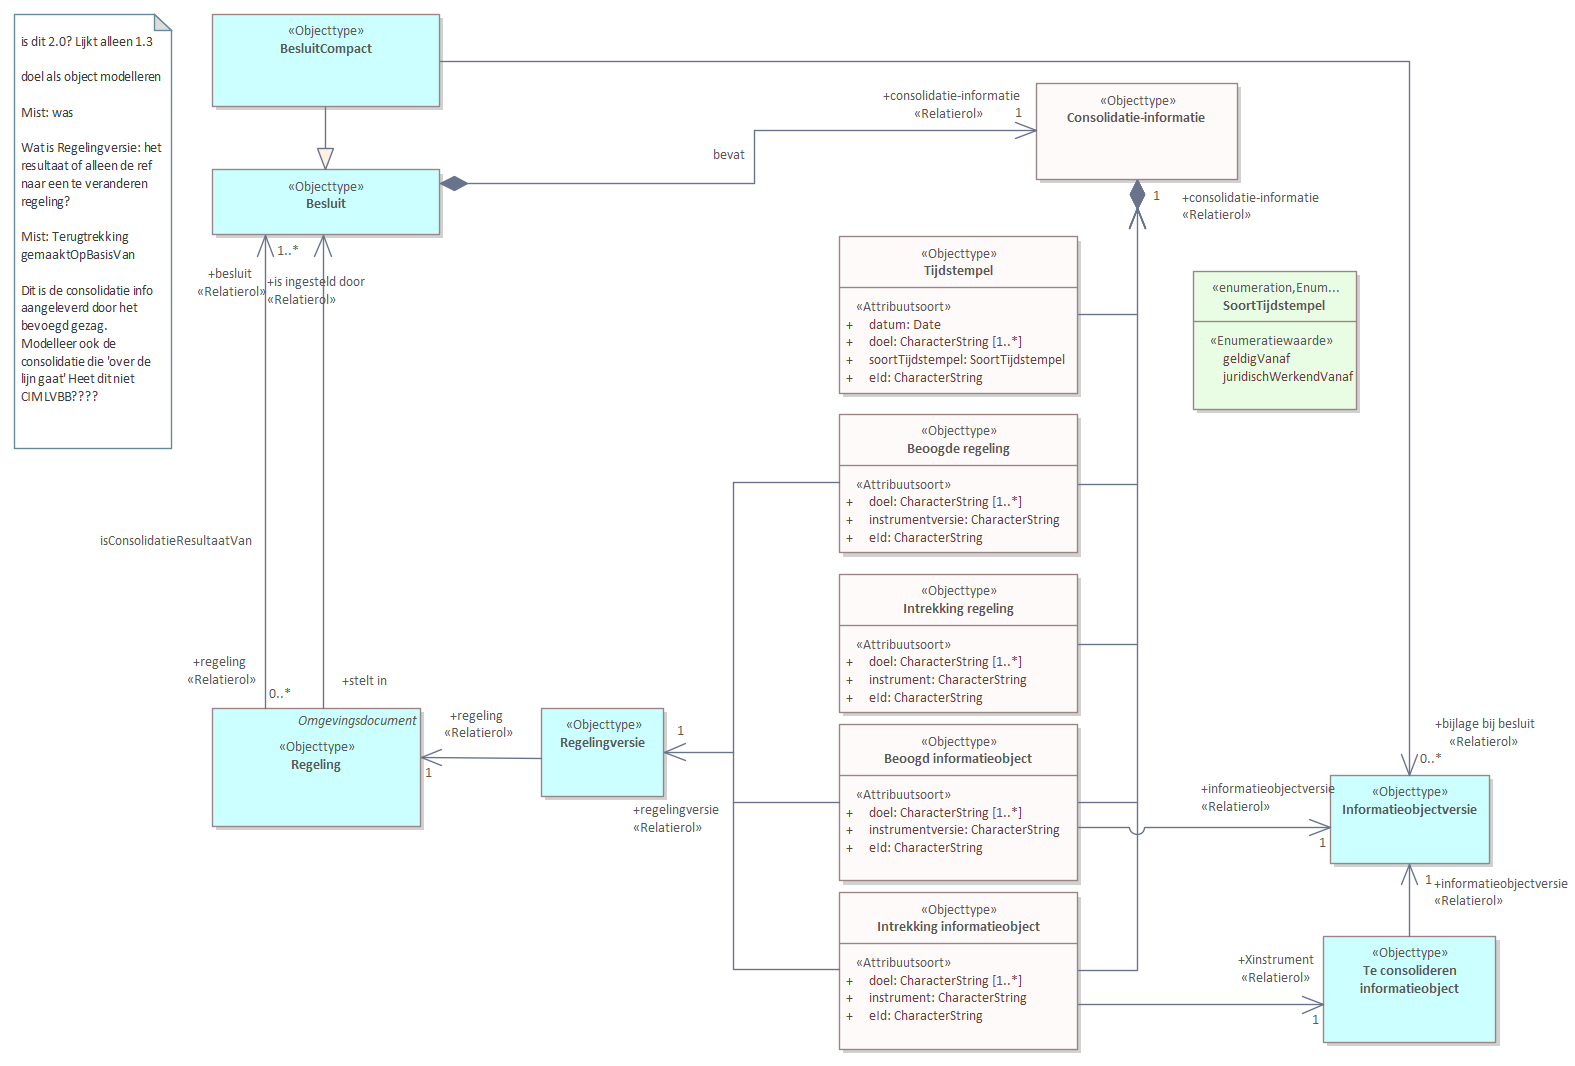 is dit 2.0? Lijkt alleen 1.3
doel als object modelleren
Mist: was
Wat is Regelingversie: het
resultaat of alleen de ref
naar een te veranderen
regeling?
Mist: Terugtrekking
gemaaktOpBasisVan
Dit is de consolidatie info
aangeleverd door het
bevoegd gezag.
Modelleer ook de
consolidatie die 'over de
lijn gaat' Heet dit niet
CIMLVBB????
«Objecttype»
BesluitCompact
«Objecttype»
Besluit
+consolidatie-informatie
«Relatierol»
1
bevat
«Objecttype»
Consolidatie-informatie
1
+consolidatie-informatie
«Relatierol»
1..*
+besluit
«Relatierol»
+is ingesteld door
«Relatierol»
«Objecttype»
Tijdstempel
«Attribuutsoort»
+ datum: Date
+ doel: CharacterString [1..*]
+ soortTijdstempel: SoortTijdstempel
+ eId: CharacterString
«enumeration,Enum...
SoortTijdstempel
«Enumeratiewaarde»
geldigVanaf
juridischWerkendVanaf
«Objecttype»
Beoogde regeling
«Attribuutsoort»
+ doel: CharacterString [1..*]
+ instrumentversie: CharacterString
+ eId: CharacterString
isConsolidatieResultaatVan
«Objecttype»
Intrekking regeling
«Attribuutsoort»
+ doel: CharacterString [1..*]
+ instrument: CharacterString
+ eId: CharacterString
+regeling
«Relatierol»
0..*
+stelt in
Omgevingsdocument
«Objecttype»
Regeling
+regeling
«Relatierol»
1
«Objecttype»
Regelingversie
1
+regelingversie
«Relatierol»
«Objecttype»
Beoogd informatieobject
«Attribuutsoort»
+ doel: CharacterString [1..*]
+ instrumentversie: CharacterString
+ eId: CharacterString
+bijlage bij besluit
«Relatierol»
0..*
+informatieobjectversie
«Relatierol»
1
«Objecttype»
Informatieobjectversie
1
+informatieobjectversie
«Relatierol»
«Objecttype»
Intrekking informatieobject
«Attribuutsoort»
+ doel: CharacterString [1..*]
+ instrument: CharacterString
+ eId: CharacterString
+Xinstrument
«Relatierol»
1
«Objecttype»
Te consolideren
informatieobject